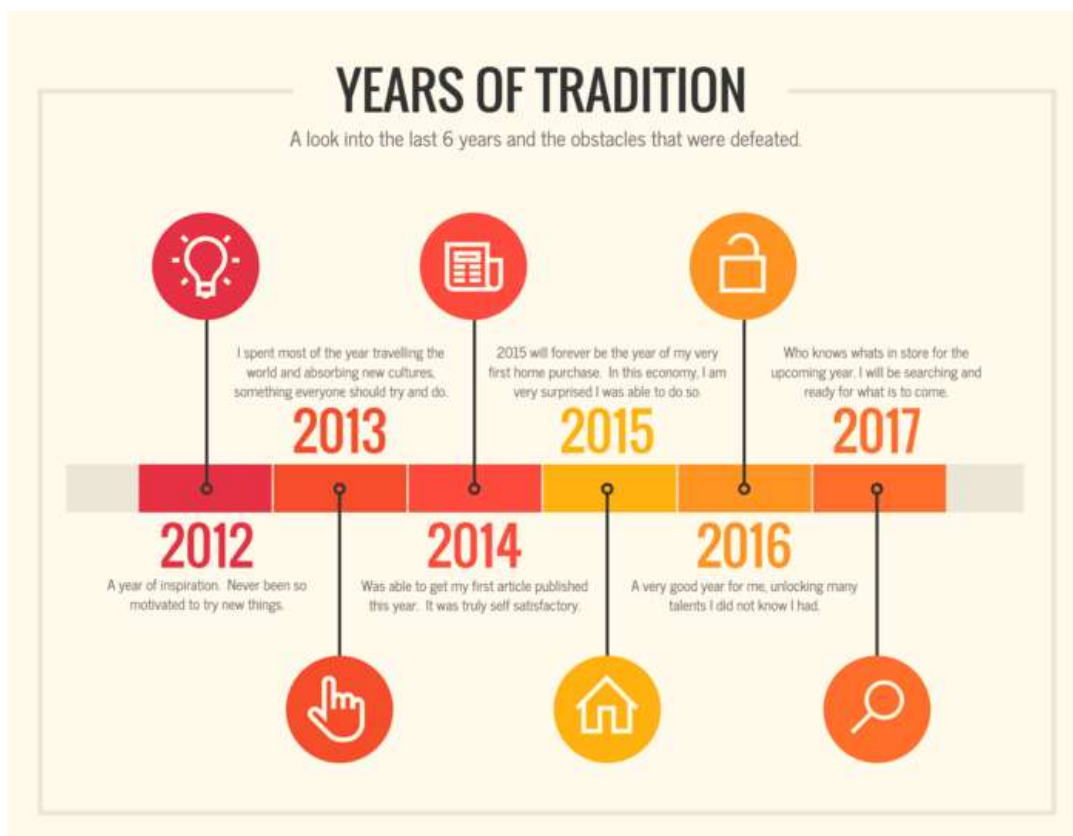 YEARS OF TRADITION
A look into the last 6 years and the obstacles that were defeated.
2012
A year of inspiration. Never been so
motivated to try new things.
I spent most of the year travelling the
world and absorbing new cultures,
something everyone should try and do.
2013
2014
Was able to get my first article published
this year. It was truly self satisfactory.
2015 will forever be the year of my very
first home purchase. In this economy, I am
very surprised I was able to do so.
2015
2016
A very good year for me, unlocking many
talents I did not know I had.
Who knows whats in store for the
upcoming year. I will be searching and
ready for what is to come.
2017